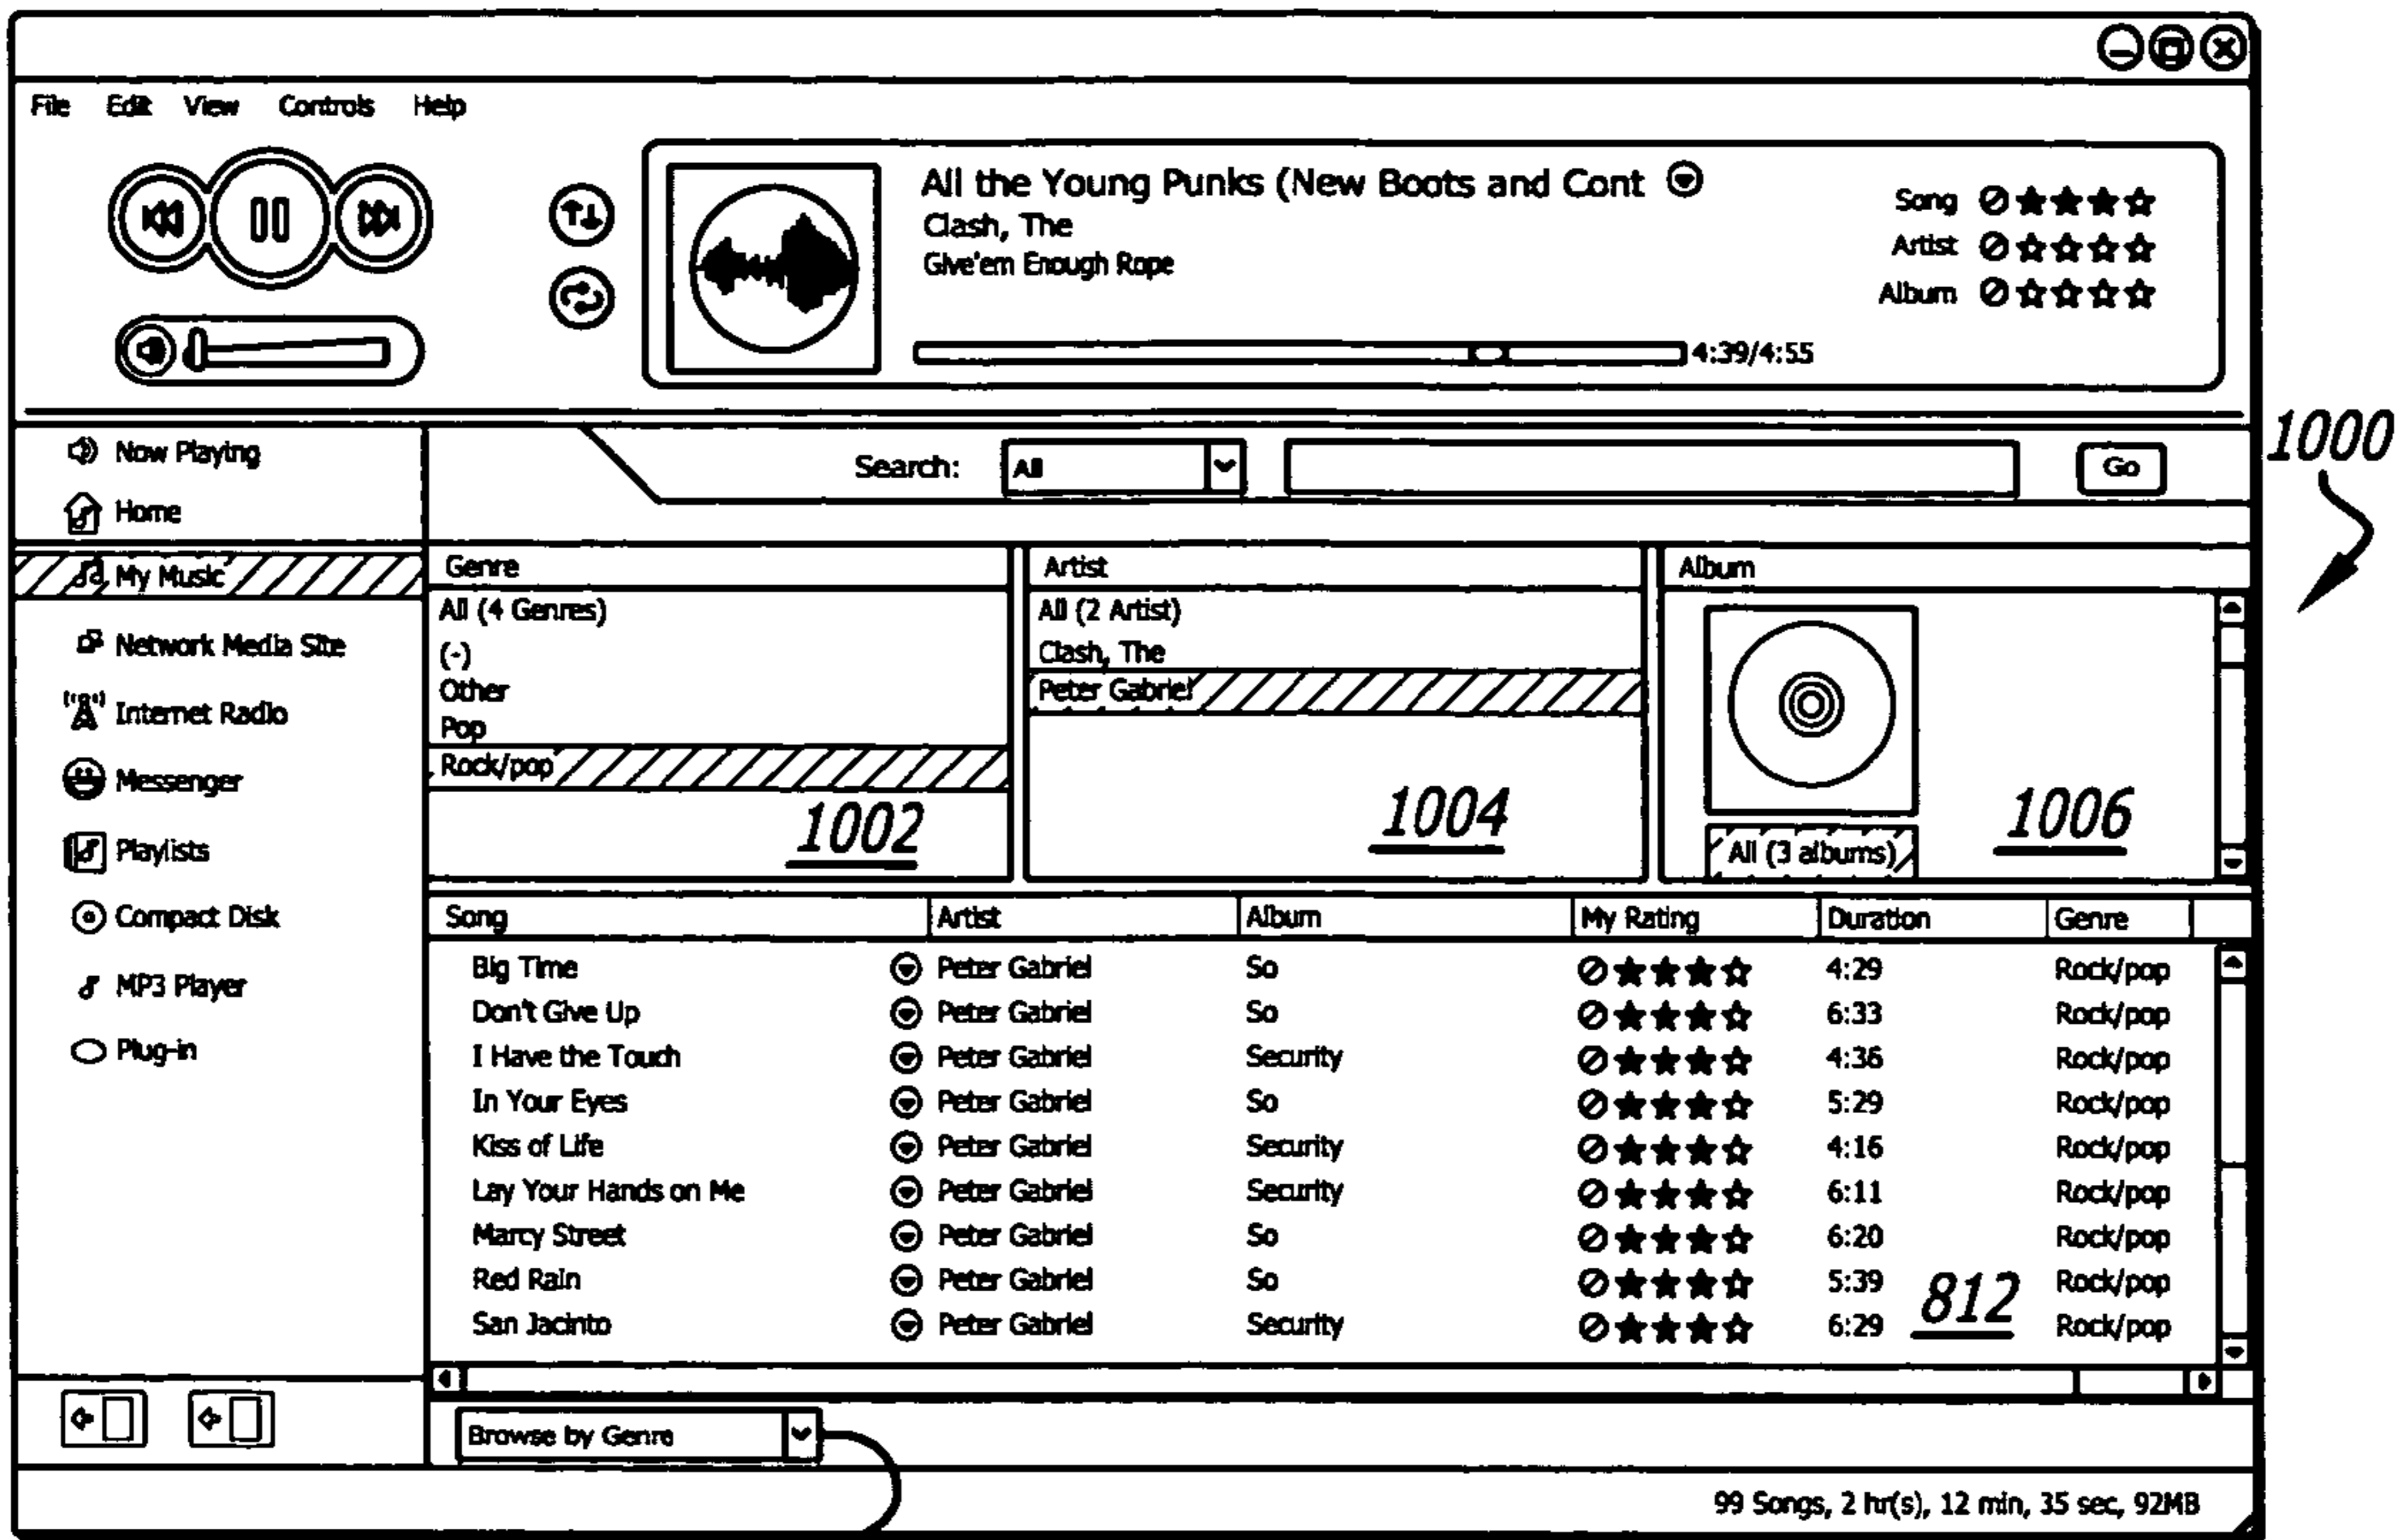 File Edit View Controls Help
All the Young Punks (New Boots and Cont
Clash, The
Give'em Enough Rope
Song
Artist
Album
4:39/4:55
1000
Now Playing
Home
My Music
Network Media Site
Internet Radio
Messenger
Playlists
Compact Disk
MP3 Player
Plug-in
Search: All Go
Genre
All (4 Genres)
(-)
Other
Pop
Rock/pop
1002
Artist
All (2 Artist)
Clash, The
Peter Gabriel
1004
Album
All (3 albums)
1006
Song Artist Album My Rating Duration Genre
Big Time Peter Gabriel So 4:29 Rock/pop
Don't Give Up Peter Gabriel So 6:33 Rock/pop
I Have the Touch Peter Gabriel Security 4:36 Rock/pop
In Your Eyes Peter Gabriel So 5:29 Rock/pop
Kiss of Life Peter Gabriel Security 4:16 Rock/pop
Lay Your Hands on Me Peter Gabriel Security 6:11 Rock/pop
Marcy Street Peter Gabriel So 6:20 Rock/pop
Red Rain Peter Gabriel So 5:39 Rock/pop
San Jacinto Peter Gabriel Security 6:29 Rock/pop
812
Browse by Genre
99 Songs, 2 hr(s), 12 min, 35 sec, 92MB